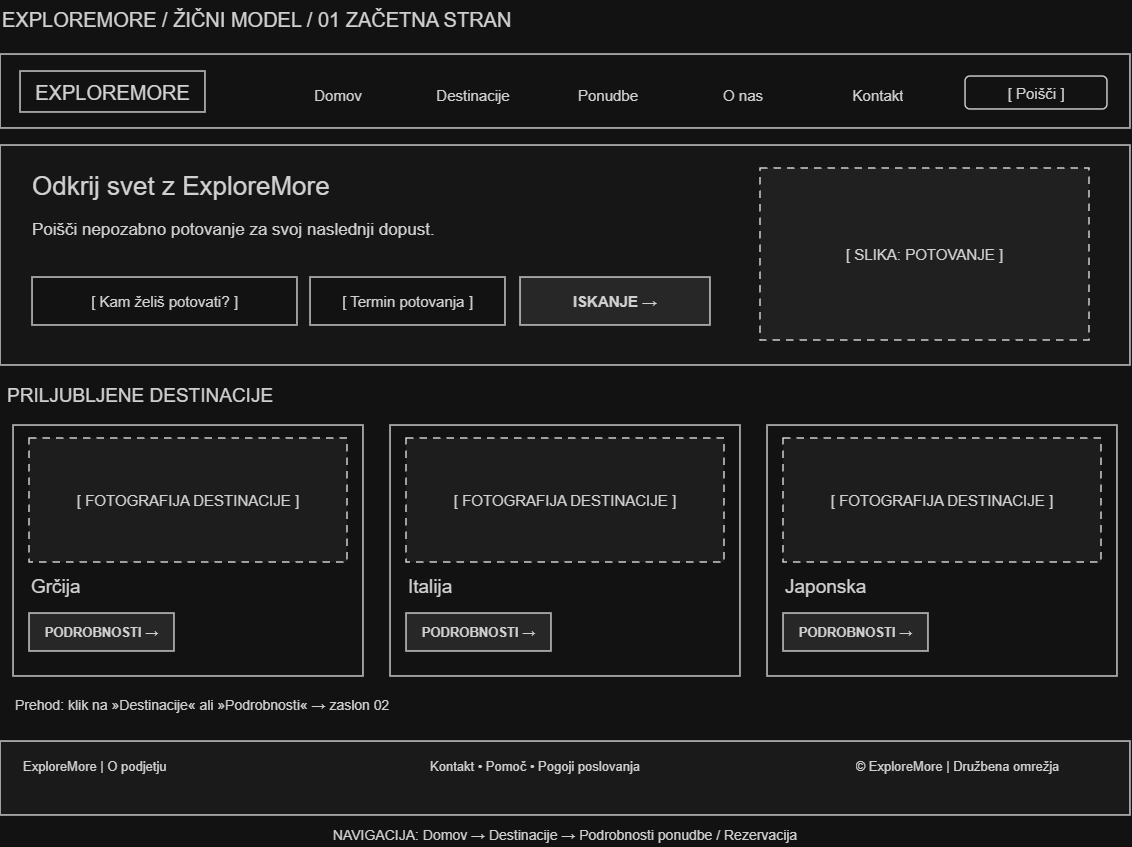 EXPLOREMORE / ŽIČNI MODEL / 01 ZAČETNA STRAN
EXPLOREMORE
Domov
Destinacije
Ponudbe
O nas
Kontakt
[ Poišči ]
Odkrij svet z ExploreMore
Poišči nepozabno potovanje za svoj naslednji dopust.
[ Kam želiš potovati? ]
[ Termin potovanja ]
ISKANJE →
[ SLIKA: POTOVANJE ]
PRILJUBLJENE DESTINACIJE
[ FOTOGRAFIJA DESTINACIJE ]
Grčija
PODROBNOSTI →
[ FOTOGRAFIJA DESTINACIJE ]
Italija
PODROBNOSTI →
[ FOTOGRAFIJA DESTINACIJE ]
Japonska
PODROBNOSTI →
Prehod: klik na »Destinacije« ali »Podrobnosti« → zaslon 02
ExploreMore | O podjetju
Kontakt • Pomoč • Pogoji poslovanja
© ExploreMore | Družbena omrežja
NAVIGACIJA: Domov → Destinacije → Podrobnosti ponudbe / Rezervacija